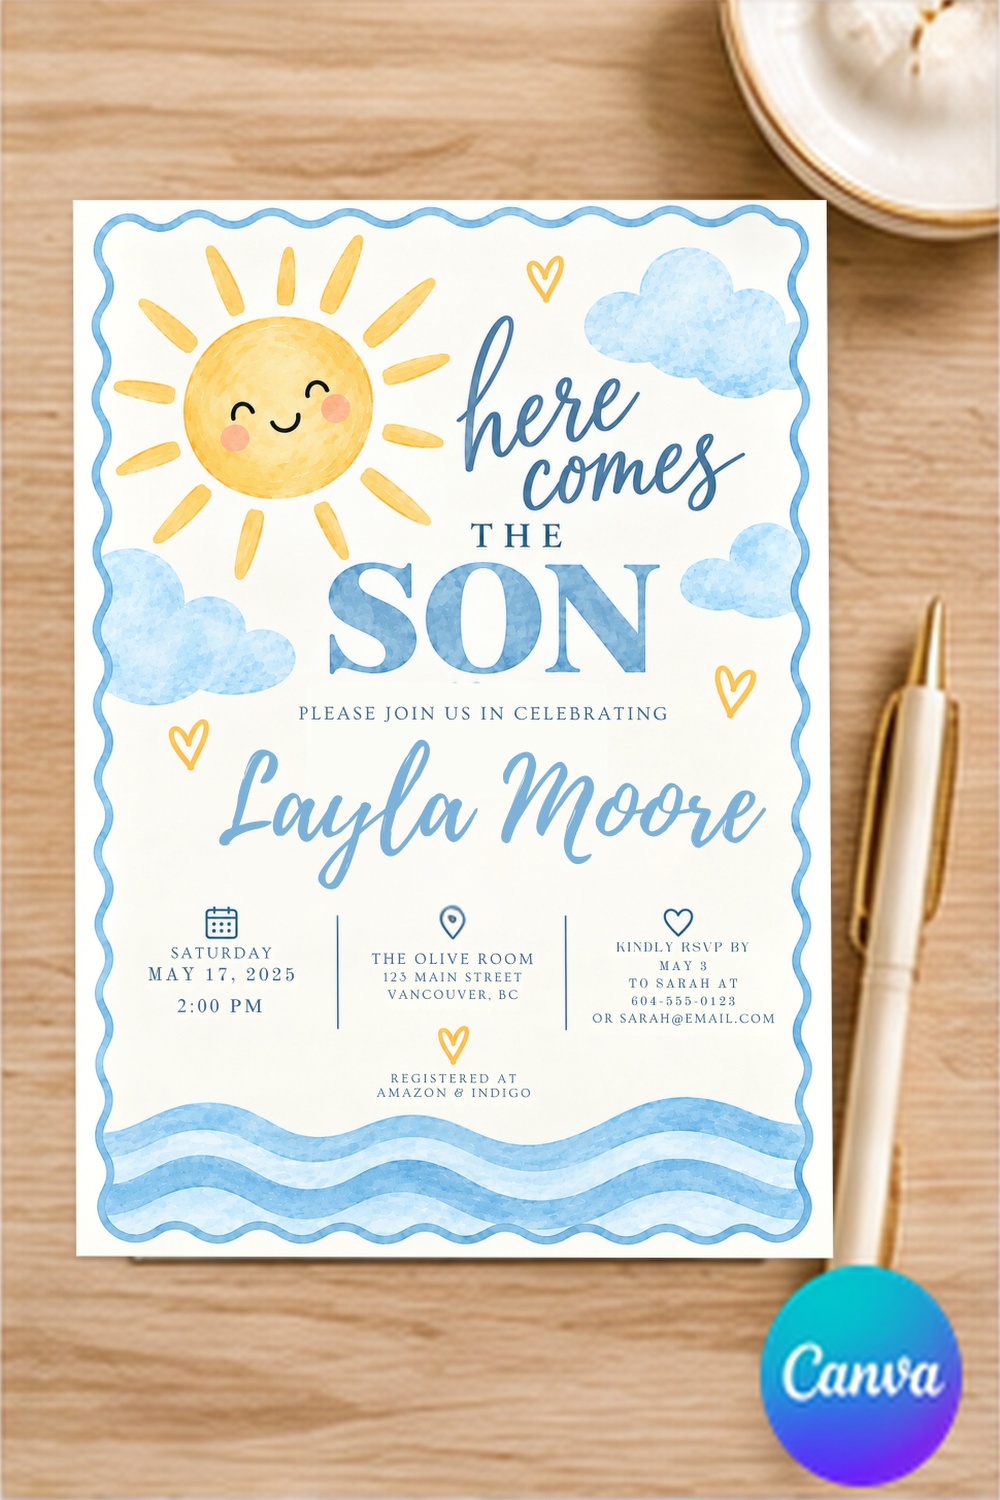 here
comes
THE
SON
PLEASE JOIN US IN CELEBRATING
Layla Moore
SATURDAY
MAY 17, 2025
2:00 PM
THE OLIVE ROOM
123 MAIN STREET
VANCOUVER, BC
KINDLY RSVP BY
MAY 3
TO SARAH AT
604-555-0123
OR SARAH@EMAIL.COM
REGISTERED AT
AMAZON & INDIGO
Canva